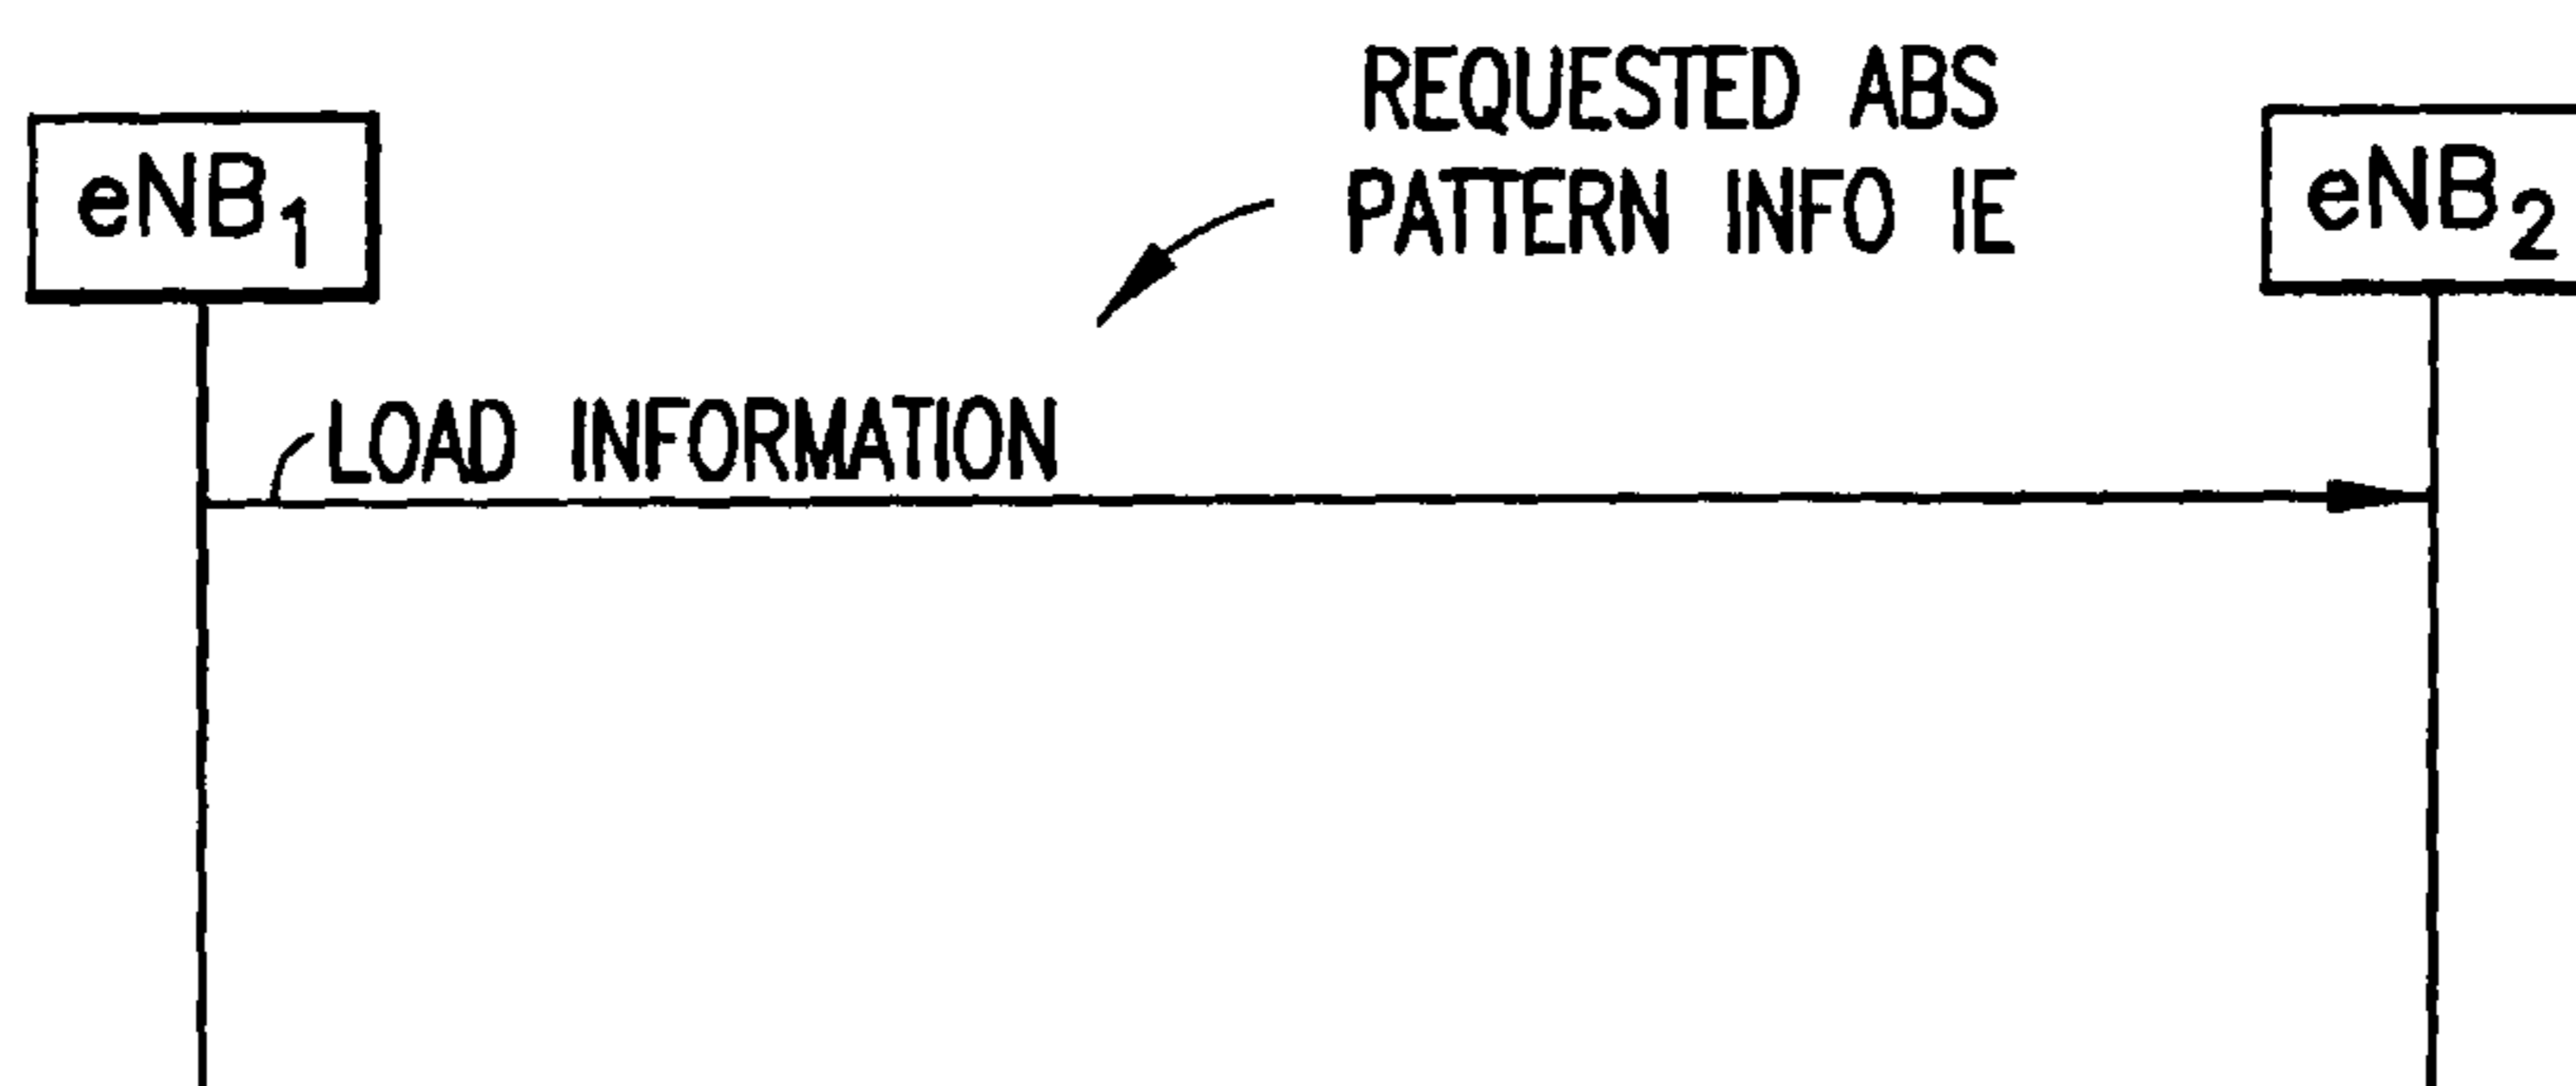 REQUESTED ABS
PATTERN INFO IE
eNB₁
eNB₂
LOAD INFORMATION